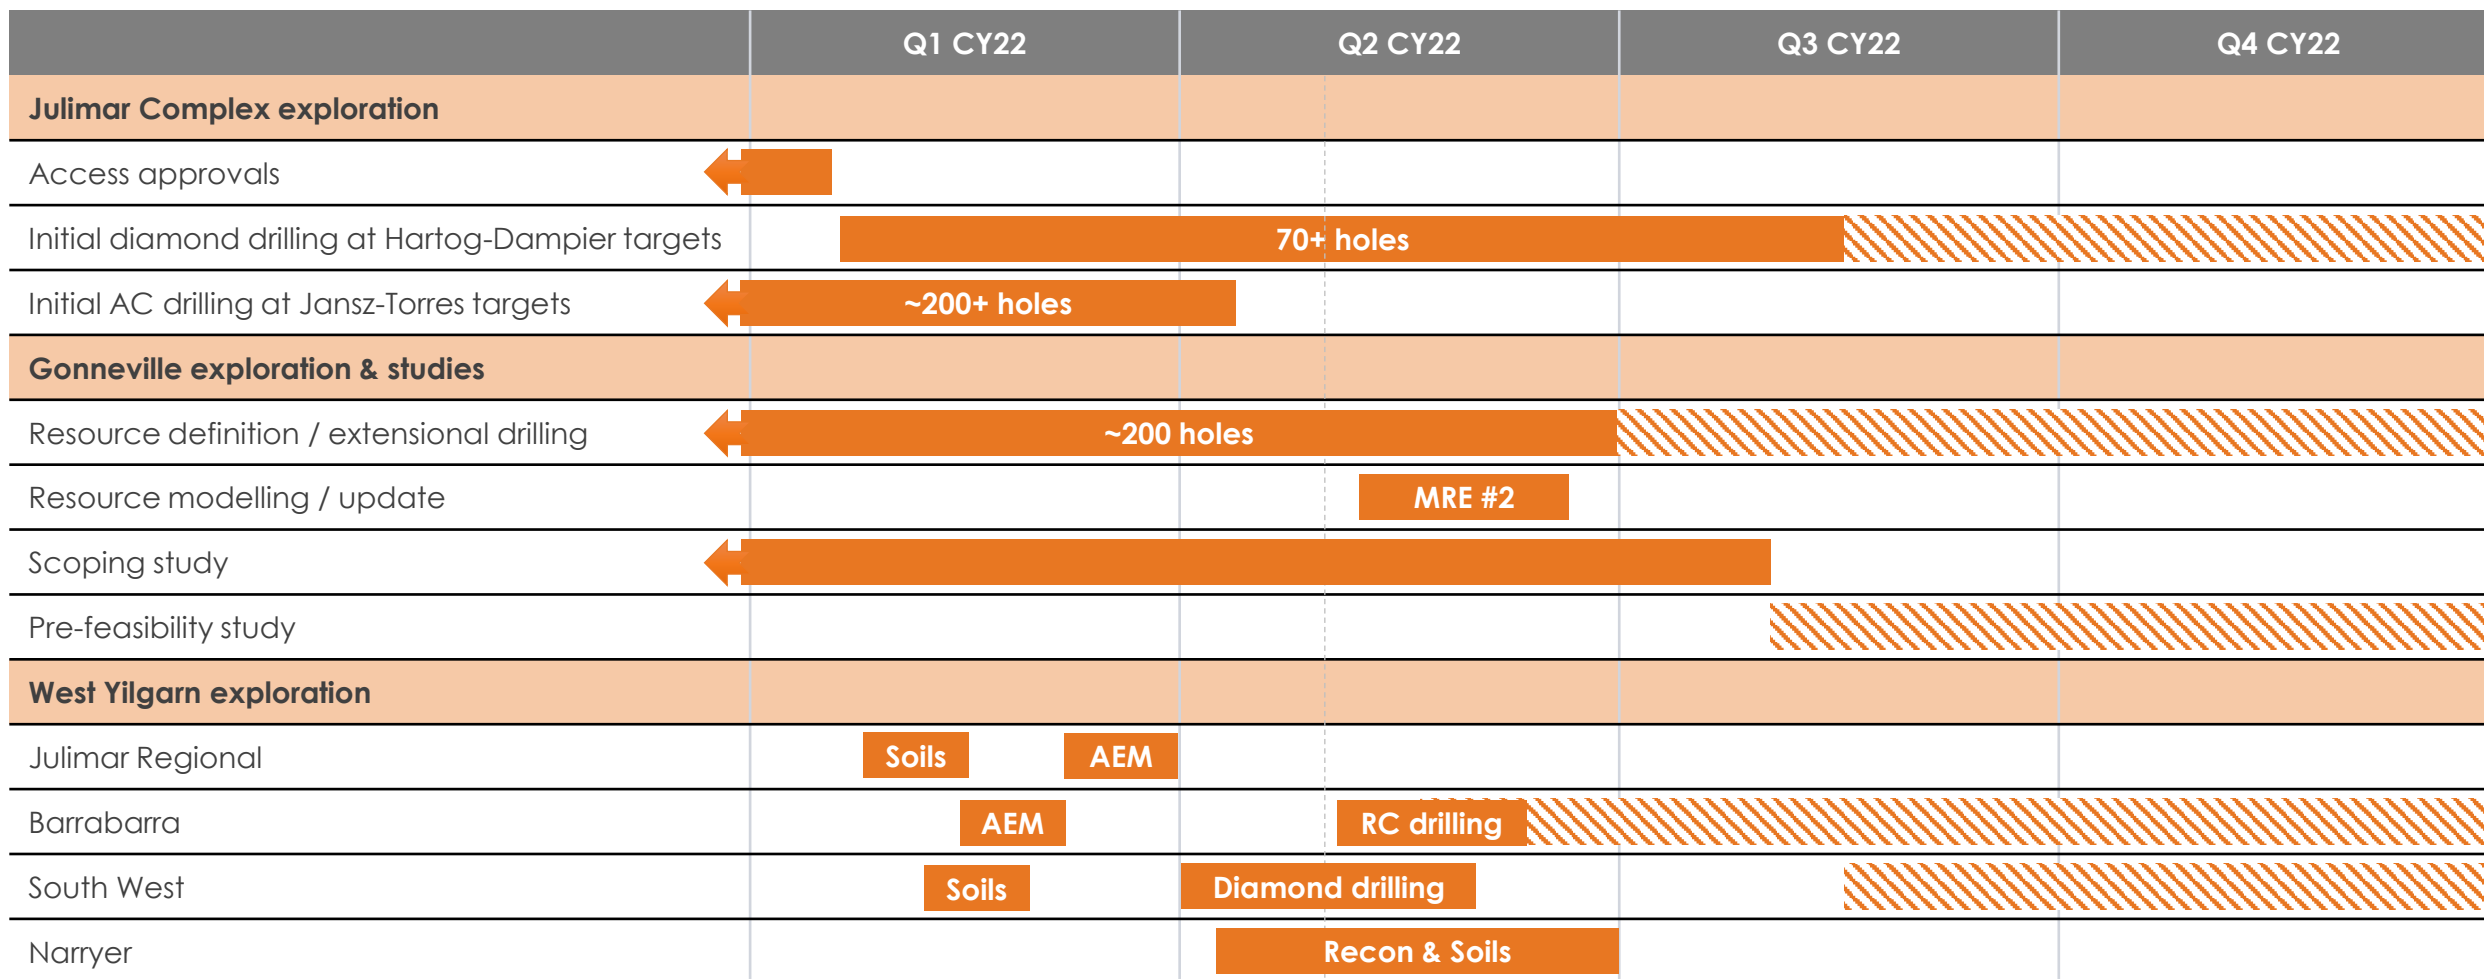 Q1 CY22
Q2 CY22
Q3 CY22
Q4 CY22
Julimar Complex exploration
Access approvals
Initial diamond drilling at Hartog-Dampier targets
70+ holes
Initial AC drilling at Jansz-Torres targets
~200+ holes
Gonneville exploration & studies
Resource definition / extensional drilling
~200 holes
Resource modelling / update
MRE #2
Scoping study
Pre-feasibility study
West Yilgarn exploration
Julimar Regional
Soils
AEM
Barrabarra
AEM
RC drilling
South West
Soils
Diamond drilling
Narryer
Recon & Soils